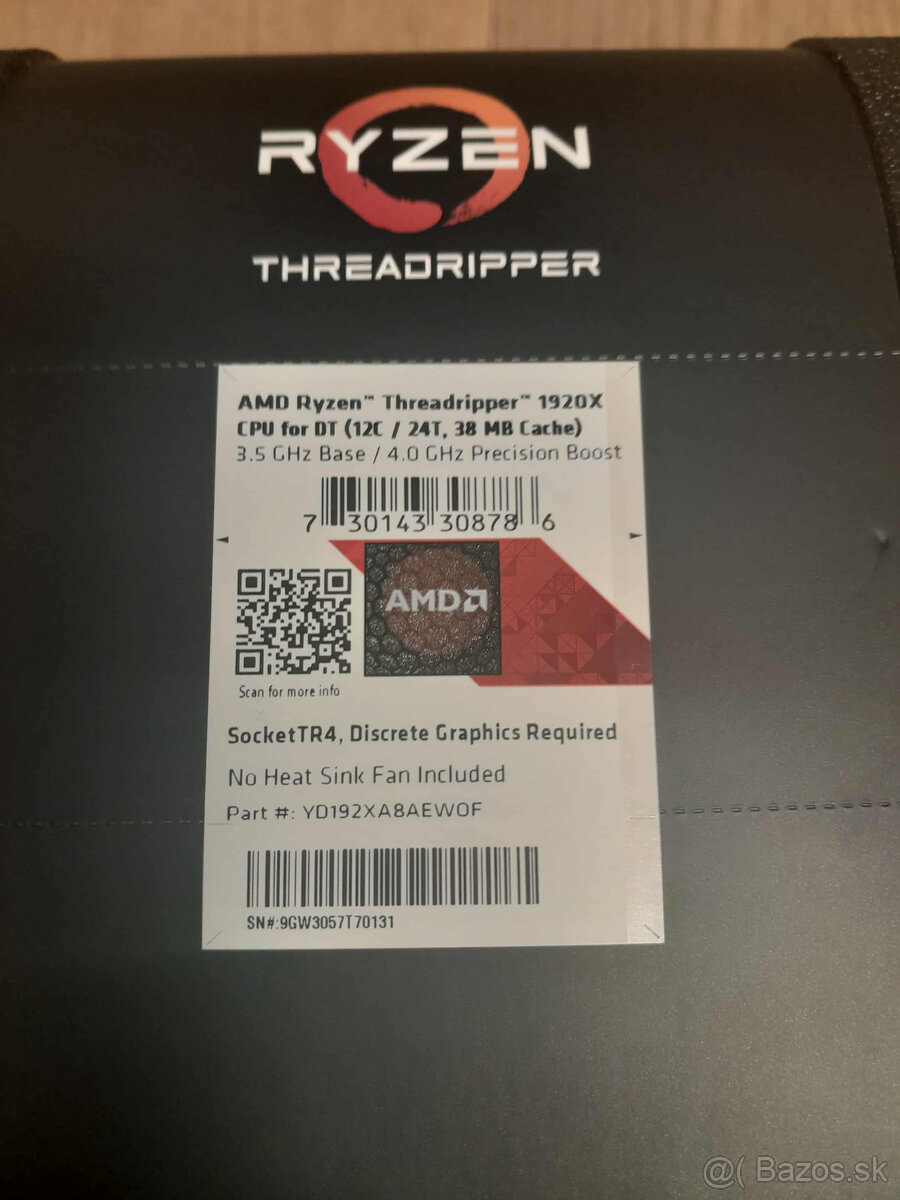 RYZEN
THREADRIPPER
AMD Ryzen™ Threadripper™ 1920X
CPU for DT (12C / 24T, 38 MB Cache)
3.5 GHz Base / 4.0 GHz Precision Boost
7 30143 30878 6
AMD
Scan for more info
SocketTR4, Discrete Graphics Required
No Heat Sink Fan Included
Part #: YD192XA8AEWOF
SN#:9GW3057T70131
@( Bazos.sk